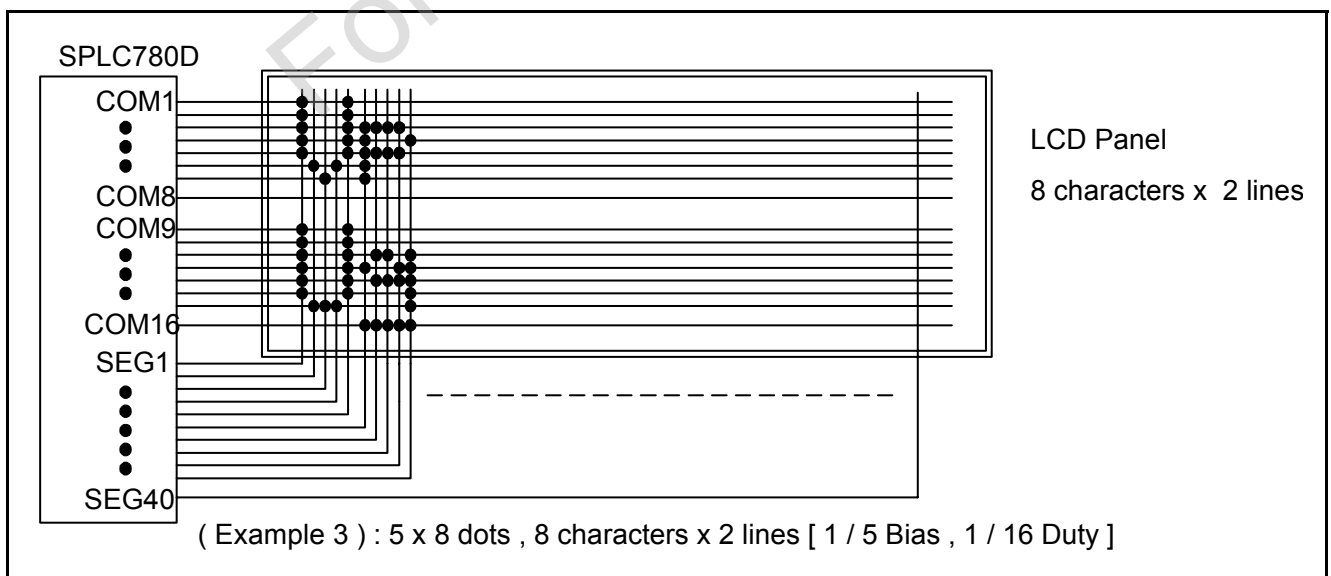 For
SPLC780D
COM1
COM8
COM9
COM16
SEG1
SEG40
LCD Panel
8 characters x 2 lines
( Example 3 ) : 5 x 8 dots , 8 characters x 2 lines [ 1 / 5 Bias , 1 / 16 Duty ]